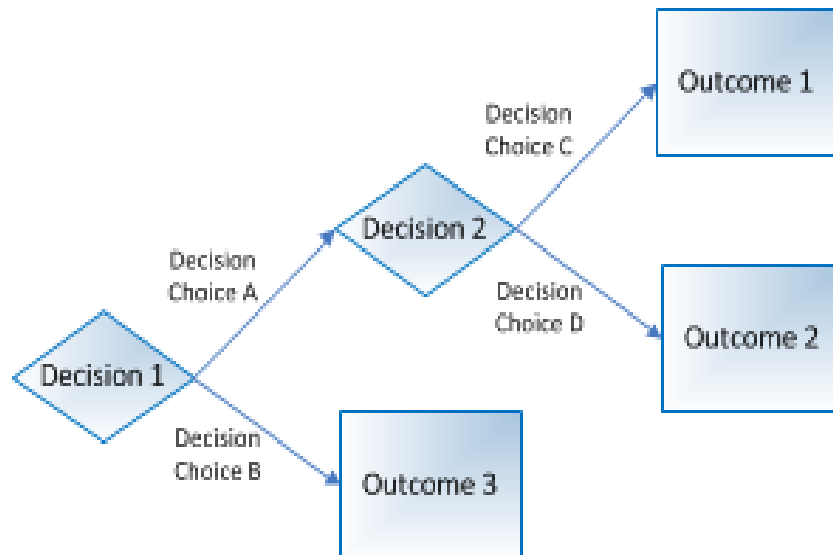 Outcome 1
Decision
Choice C
Decision 2
Decision
Choice A
Decision
Choice D
Outcome 2
Decision 1
Decision
Choice B
Outcome 3